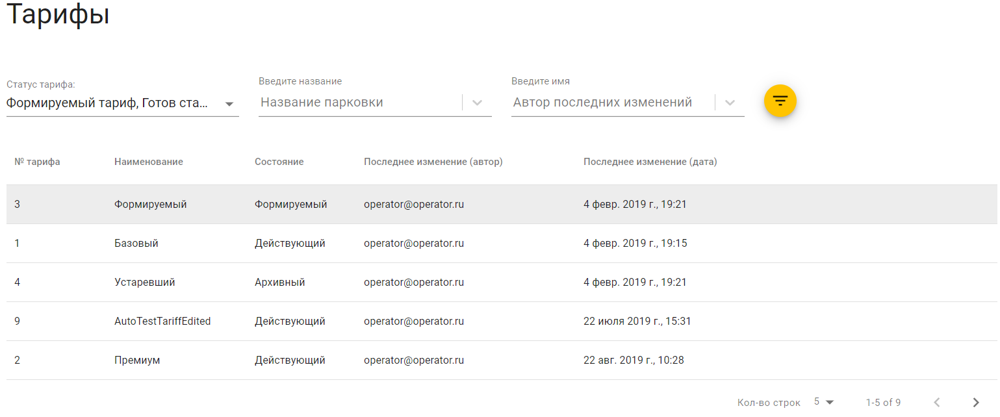 Тарифы
Статус тарифа:
Введите название
Введите имя
Формируемый тариф, Готов ста...
Название парковки
Автор последних изменений
№ тарифа Наименование Состояние Последнее изменение (автор) Последнее изменение (дата)
3 Формируемый Формируемый operator@operator.ru 4 февр. 2019 г., 19:21
1 Базовый Действующий operator@operator.ru 4 февр. 2019 г., 19:15
4 Устаревший Архивный operator@operator.ru 4 февр. 2019 г., 19:21
9 AutoTestTariffEdited Действующий operator@operator.ru 22 июля 2019 г., 15:31
2 Премиум Действующий operator@operator.ru 22 авг. 2019 г., 10:28
Кол-во строк 5 1-5 of 9